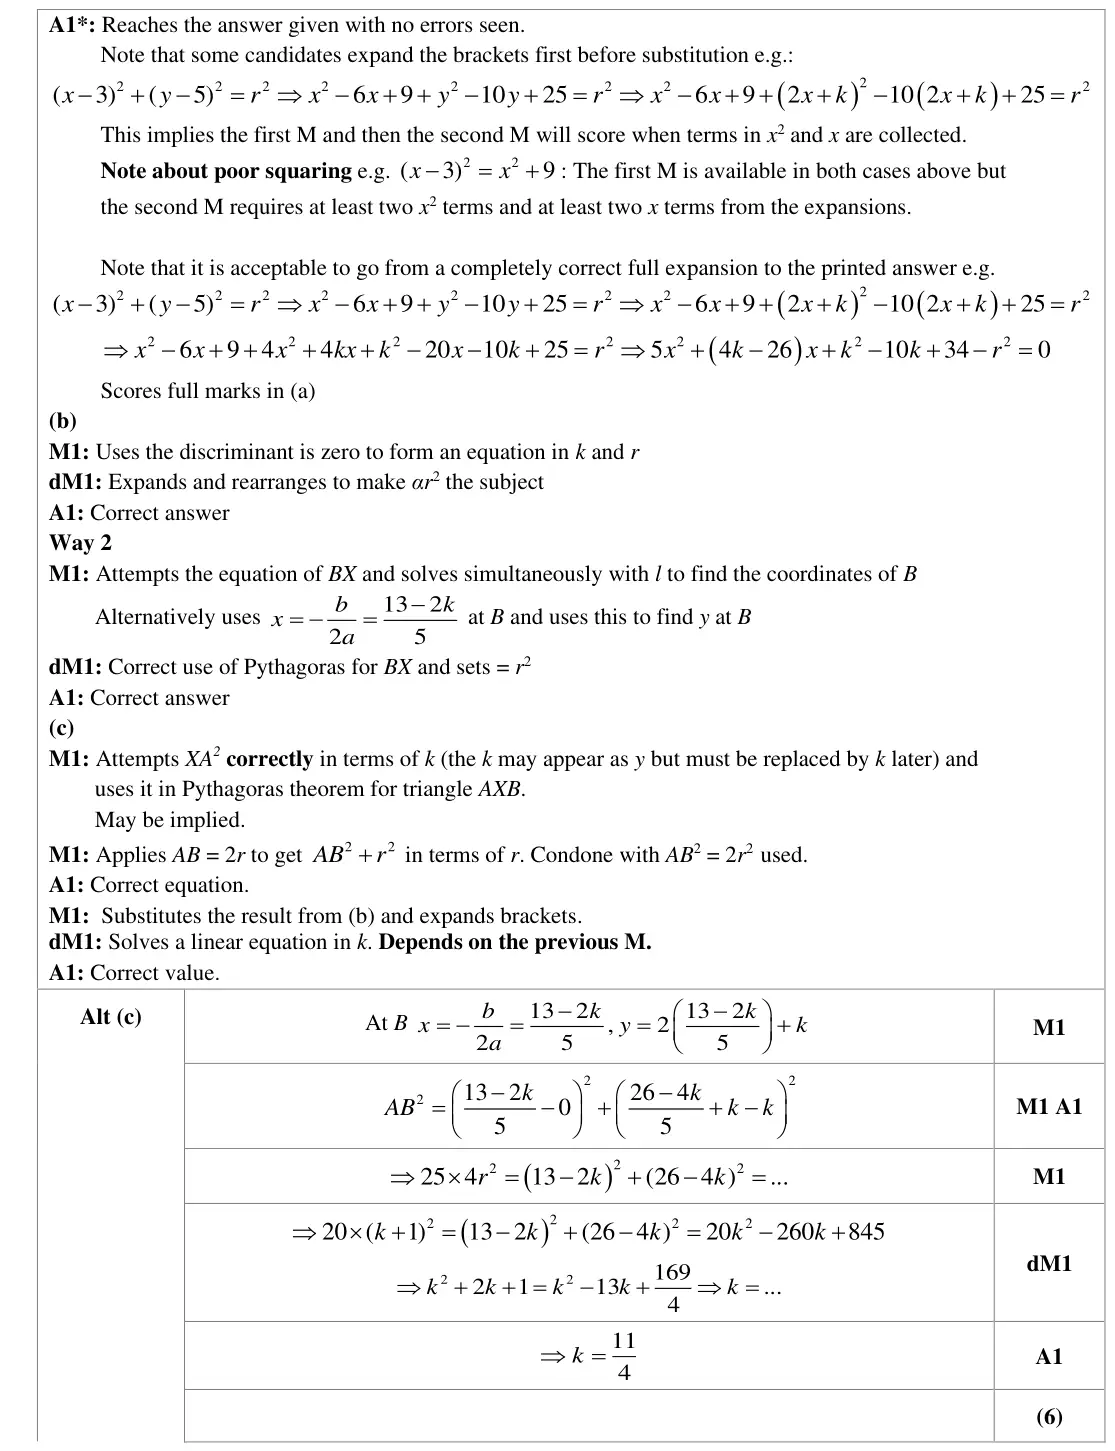 A1*: Reaches the answer given with no errors seen.
Note that some candidates expand the brackets first before substitution e.g.:
(x−3)² + (y−5)² = r² ⇒ x² − 6x + 9 + y² − 10y + 25 = r² ⇒ x² − 6x + 9 + (2x + k)² − 10(2x + k) + 25 = r²
This implies the first M and then the second M will score when terms in x² and x are collected.
Note about poor squaring e.g. (x−3)² = x² + 9 : The first M is available in both cases above but
the second M requires at least two x² terms and at least two x terms from the expansions.
Note that it is acceptable to go from a completely correct full expansion to the printed answer e.g.
(x−3)² + (y−5)² = r² ⇒ x² − 6x + 9 + y² − 10y + 25 = r² ⇒ x² − 6x + 9 + (2x + k)² − 10(2x + k) + 25 = r²
⇒ x² − 6x + 9 + 4x² + 4kx + k² − 20x − 10k + 25 = r² ⇒ 5x² + (4k − 26)x + k² − 10k + 34 − r² = 0
Scores full marks in (a)
(b)
M1: Uses the discriminant is zero to form an equation in k and r
dM1: Expands and rearranges to make αr² the subject
A1: Correct answer
Way 2
M1: Attempts the equation of BX and solves simultaneously with l to find the coordinates of B
Alternatively uses x = −b/2a = (13 − 2k)/5 at B and uses this to find y at B
dM1: Correct use of Pythagoras for BX and sets = r²
A1: Correct answer
(c)
M1: Attempts XA² correctly in terms of k (the k may appear as y but must be replaced by k later) and
uses it in Pythagoras theorem for triangle AXB.
May be implied.
M1: Applies AB = 2r to get AB² + r² in terms of r. Condone with AB² = 2r² used.
A1: Correct equation.
M1: Substitutes the result from (b) and expands brackets.
dM1: Solves a linear equation in k. Depends on the previous M.
A1: Correct value.
Alt (c) At B x = −b/2a = (13 − 2k)/5, y = 2((13 − 2k)/5) + k M1
AB² = ((13 − 2k)/5 − 0)² + ((26 − 4k)/5 + k − k)² M1 A1
⇒ 25×4r² = (13 − 2k)² + (26 − 4k)² = ... M1
⇒ 20×(k +1)² = (13 − 2k)² + (26 − 4k)² = 20k² − 260k + 845
⇒ k² + 2k + 1 = k² − 13k + 169/4 ⇒ k = ... dM1
⇒ k = 11/4 A1
(6)